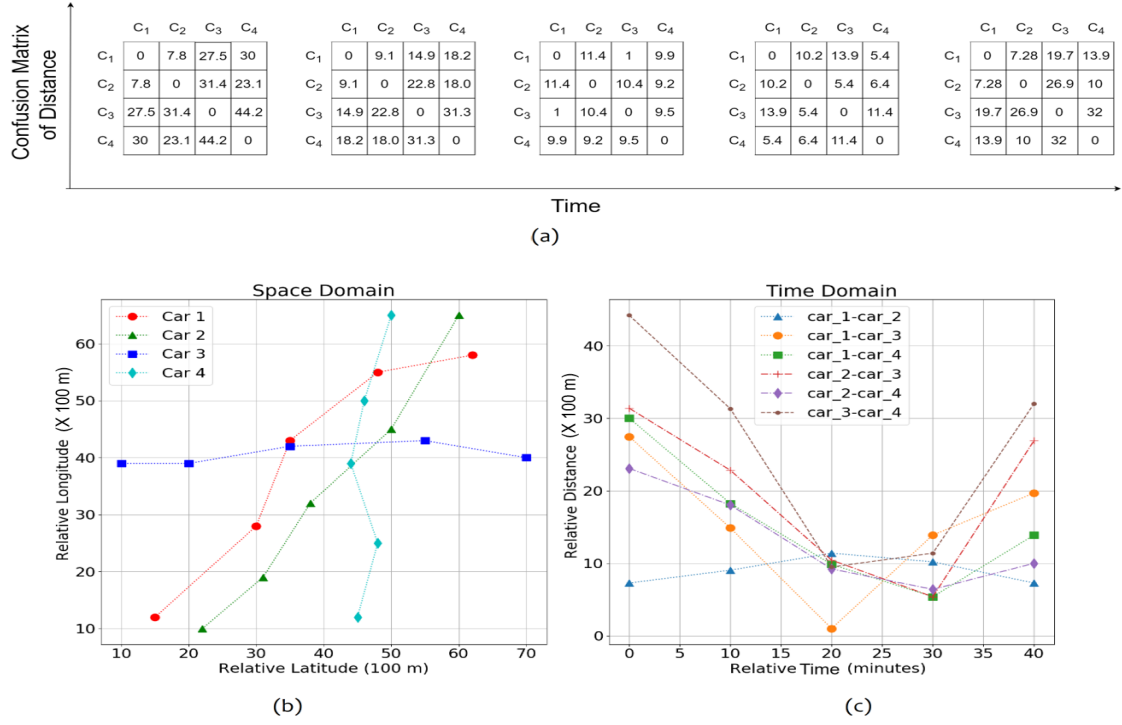 Confusion Matrix
of Distance
C1 C2 C3 C4
C1 0 7.8 27.5 30
C2 7.8 0 31.4 23.1
C3 27.5 31.4 0 44.2
C4 30 23.1 44.2 0
C1 C2 C3 C4
C1 0 9.1 14.9 18.2
C2 9.1 0 22.8 18.0
C3 14.9 22.8 0 31.3
C4 18.2 18.0 31.3 0
C1 C2 C3 C4
C1 0 11.4 1 9.9
C2 11.4 0 10.4 9.2
C3 1 10.4 0 9.5
C4 9.9 9.2 9.5 0
C1 C2 C3 C4
C1 0 10.2 13.9 5.4
C2 10.2 0 5.4 6.4
C3 13.9 5.4 0 11.4
C4 5.4 6.4 11.4 0
C1 C2 C3 C4
C1 0 7.28 19.7 13.9
C2 7.28 0 26.9 10
C3 19.7 26.9 0 32
C4 13.9 10 32 0
Time
(a)
Space Domain
Car 1
Car 2
Car 3
Car 4
Relative Longitude (X 100 m)
60
50
40
30
20
10
10 20 30 40 50 60 70
Relative Latitude (100 m)
(b)
Time Domain
car_1-car_2
car_1-car_3
car_1-car_4
car_2-car_3
car_2-car_4
car_3-car_4
Relative Distance (X 100 m)
40
30
20
10
0
0 5 10 15 20 25 30 35 40
Relative Time (minutes)
(c)